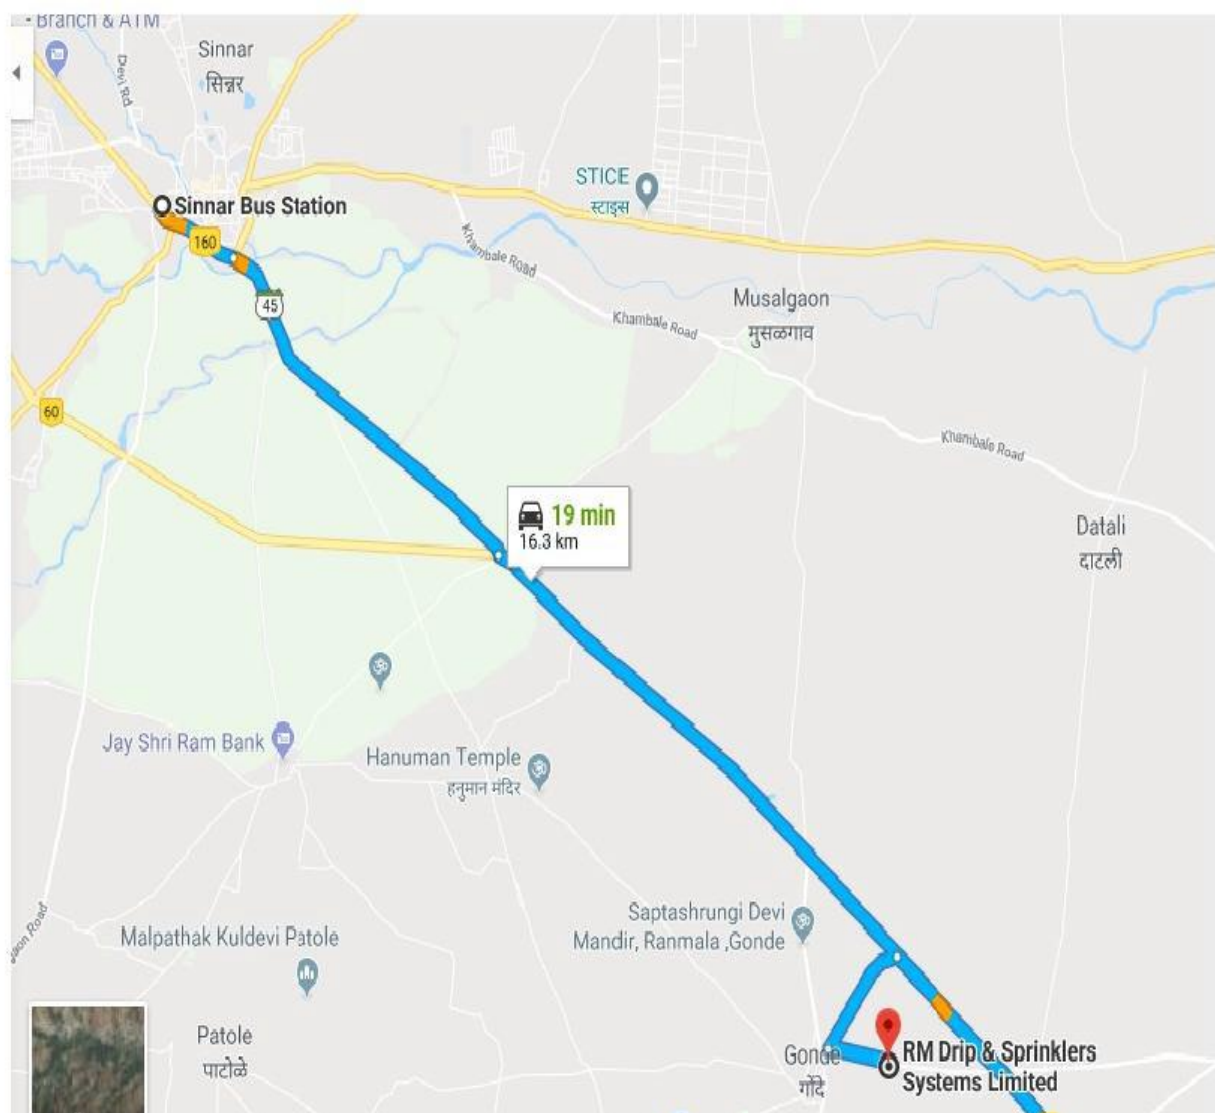 Branch & ATM
Devi Rd
Sinnar
सिन्नर
STICE
स्टाइस
Sinnar Bus Station
160
45
Khambale Road
Khambale Road
Musalgaon
मुसळगाव
60
Khambale Road
19 min
16.3 km
Datali
दाटली
Jay Shri Ram Bank
Hanuman Temple
हनुमान मंदिर
Saptashrungi Devi
Mandir, Ranmala ,Gonde
Malpathak Kuldevi Patole
Patole
पाटोळे
Gonde
गोंदे
RM Drip & Sprinklers
Systems Limited